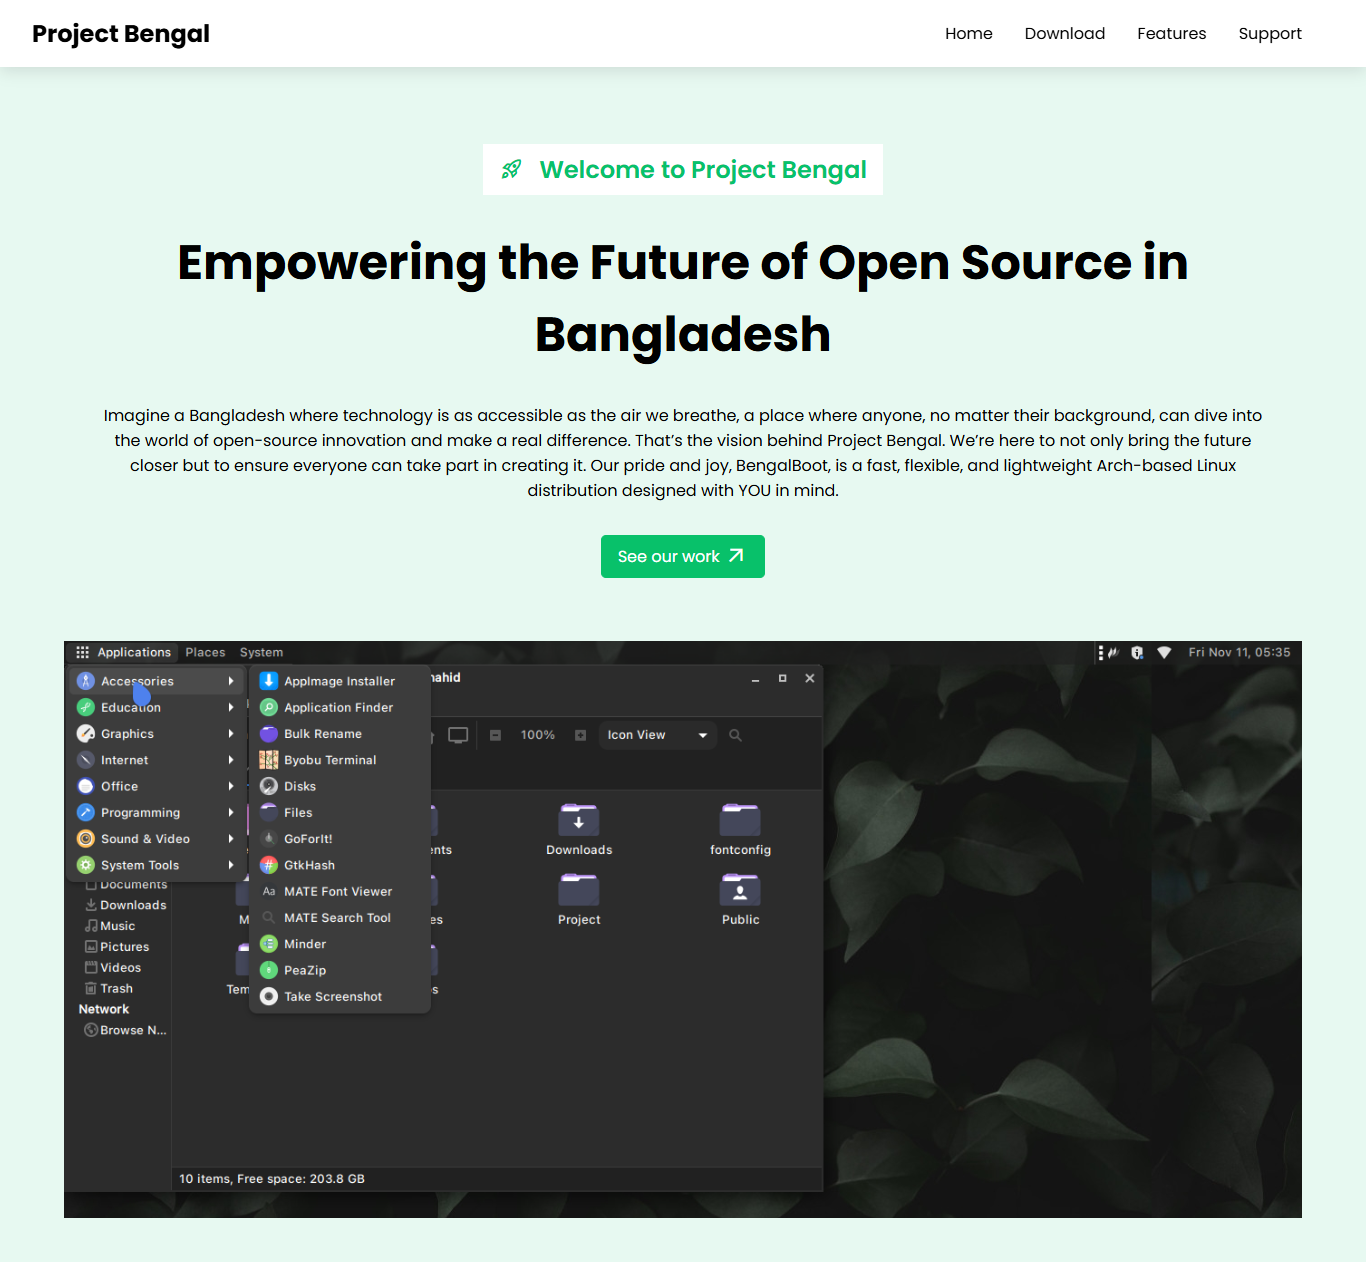 Project Bengal
Home
Download
Features
Support
Welcome to Project Bengal
Empowering the Future of Open Source in
Bangladesh
Imagine a Bangladesh where technology is as accessible as the air we breathe, a place where anyone, no matter their background, can dive into
the world of open-source innovation and make a real difference. That’s the vision behind Project Bengal. We’re here to not only bring the future
closer but to ensure everyone can take part in creating it. Our pride and joy, BengalBoot, is a fast, flexible, and lightweight Arch-based Linux
distribution designed with YOU in mind.
See our work
Applications Places System
Fri Nov 11, 05:35
Accessories
Education
Graphics
Internet
Office
Programming
Sound & Video
System Tools
AppImage Installer
Application Finder
Bulk Rename
Byobu Terminal
Disks
Files
GoForIt!
GtkHash
Aa MATE Font Viewer
MATE Search Tool
Minder
PeaZip
Take Screenshot
100%
Icon View
Downloads
fontconfig
Project
Public
Documents
Downloads
Music
Pictures
Videos
Trash
Network
Browse N...
10 items, Free space: 203.8 GB